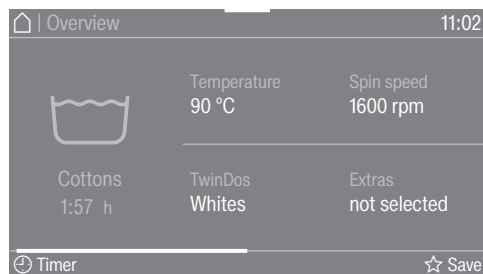 | Overview 11:02
Temperature Spin speed
90 °C 1600 rpm
Cottons TwinDos Extras
1:57 h Whites not selected
Timer Save